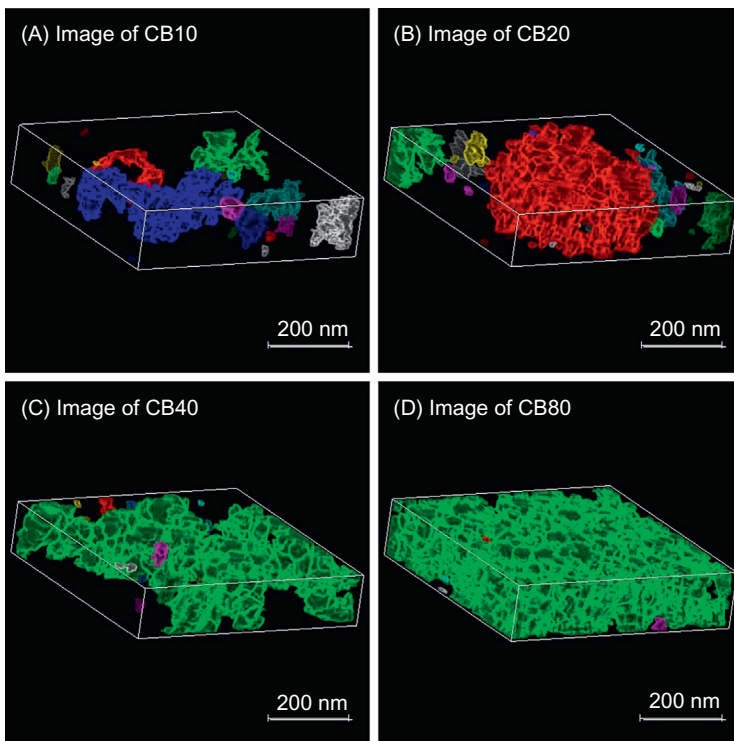 (A) Image of CB10
200 nm
(B) Image of CB20
200 nm
(C) Image of CB40
200 nm
(D) Image of CB80
200 nm